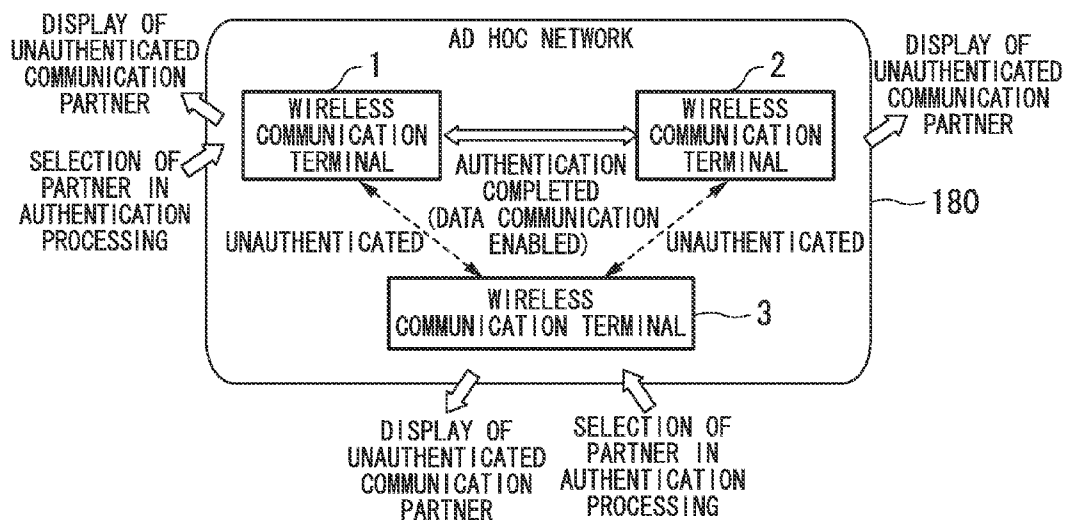 AD HOC NETWORK
DISPLAY OF
UNAUTHENTICATED
COMMUNICATION
PARTNER
SELECTION OF
PARTNER IN
AUTHENTICATION
PROCESSING
1
WIRELESS
COMMUNICATION
TERMINAL
2
WIRELESS
COMMUNICATION
TERMINAL
DISPLAY OF
UNAUTHENTICATED
COMMUNICATION
PARTNER
AUTHENTICATION
COMPLETED
(DATA COMMUNICATION
ENABLED)
UNAUTHENTICATED
UNAUTHENTICATED
180
WIRELESS
COMMUNICATION TERMINAL
3
DISPLAY OF
UNAUTHENTICATED
COMMUNICATION
PARTNER
SELECTION OF
PARTNER IN
AUTHENTICATION
PROCESSING